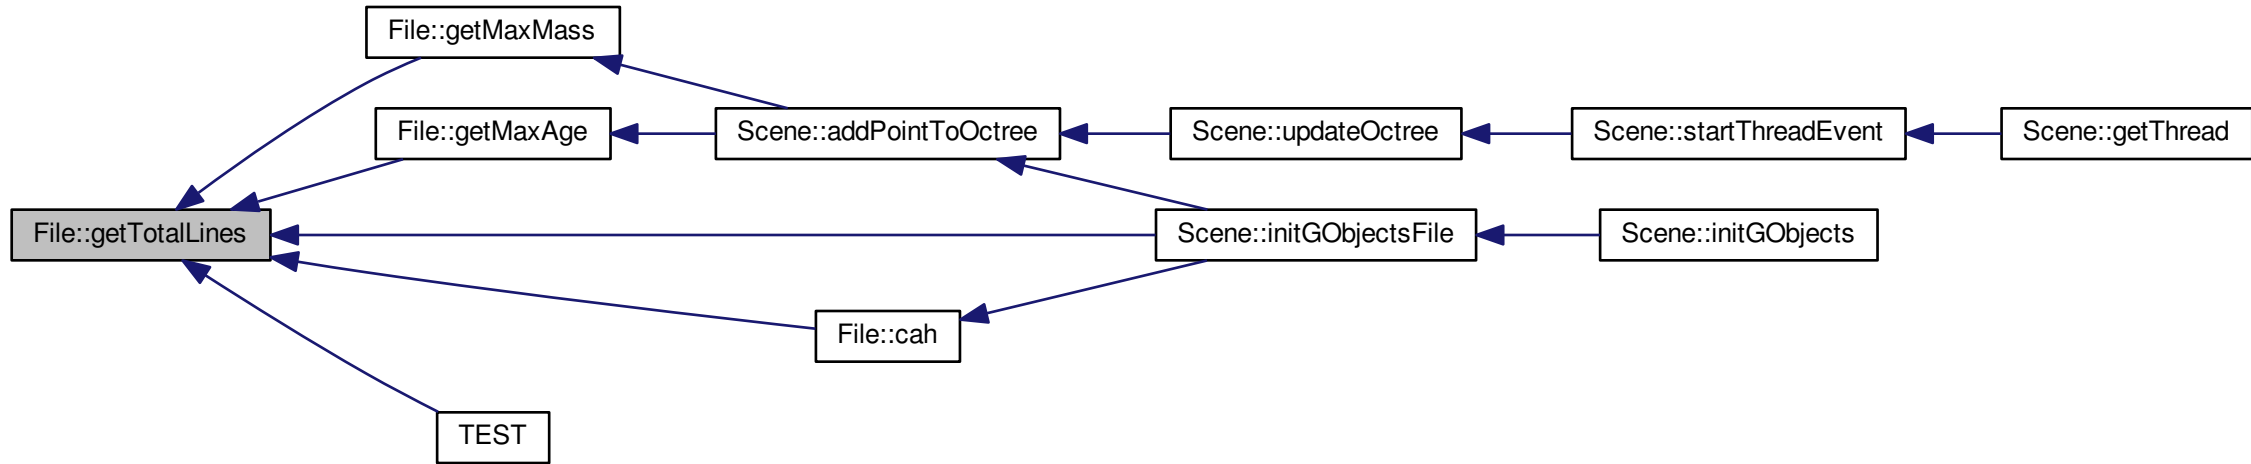 File::getMaxMass
File::getMaxAge
Scene::addPointToOctree
Scene::updateOctree
Scene::startThreadEvent
Scene::getThread
File::getTotalLines
Scene::initGObjectsFile
Scene::initGObjects
File::cah
TEST